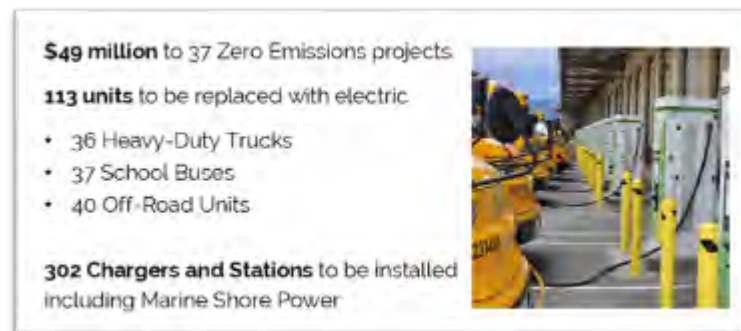 $49 million to 37 Zero Emissions projects
113 units to be replaced with electric
• 36 Heavy-Duty Trucks
• 37 School Buses
• 40 Off-Road Units
302 Chargers and Stations to be installed
including Marine Shore Power